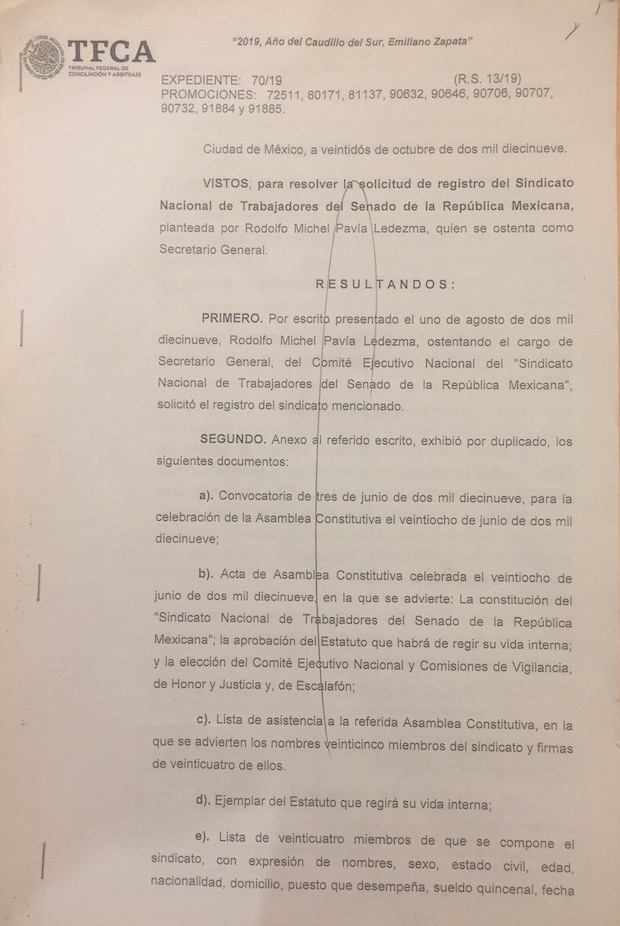 "2019, Año del Caudillo del Sur, Emiliano Zapata"
TFCA
TRIBUNAL FEDERAL DE
CONCILIACIÓN Y ARBITRAJE
EXPEDIENTE: 70/19 (R.S. 13/19)
PROMOCIONES: 72511, 80171, 81137, 90632, 90646, 90706, 90707,
90732, 91884 y 91885.
Ciudad de México, a veintidós de octubre de dos mil diecinueve.
VISTOS; para resolver la solicitud de registro del Sindicato
Nacional de Trabajadores del Senado de la República Mexicana,
planteada por Rodolfo Michel Pavía Ledezma, quien se ostenta como
Secretario General.
RESULTANDOS:
PRIMERO. Por escrito presentado el uno de agosto de dos mil
diecinueve, Rodolfo Michel Pavía Ledezma, ostentando el cargo de
Secretario General, del Comité Ejecutivo Nacional del "Sindicato
Nacional de Trabajadores del Senado de la República Mexicana",
solicitó el registro del sindicato mencionado.
SEGUNDO. Anexo al referido escrito, exhibió por duplicado, los
siguientes documentos:
a). Convocatoria de tres de junio de dos mil diecinueve, para la
celebración de la Asamblea Constitutiva el veintiocho de junio de dos mil
diecinueve;
b). Acta de Asamblea Constitutiva celebrada el veintiocho de
junio de dos mil diecinueve, en la que se advierte: La constitución del
"Sindicato Nacional de Trabajadores del Senado de la República
Mexicana"; la aprobación del Estatuto que habrá de regir su vida interna;
y la elección del Comité Ejecutivo Nacional y Comisiones de Vigilancia,
de Honor y Justicia y, de Escalafón;
c). Lista de asistencia a la referida Asamblea Constitutiva, en la
que se advierten los nombres veinticinco miembros del sindicato y firmas
de veinticuatro de ellos.
d). Ejemplar del Estatuto que regirá su vida interna;
e). Lista de veinticuatro miembros de que se compone el
sindicato, con expresión de nombres, sexo, estado civil, edad,
nacionalidad, domicilio, puesto que desempeña, sueldo quincenal, fecha